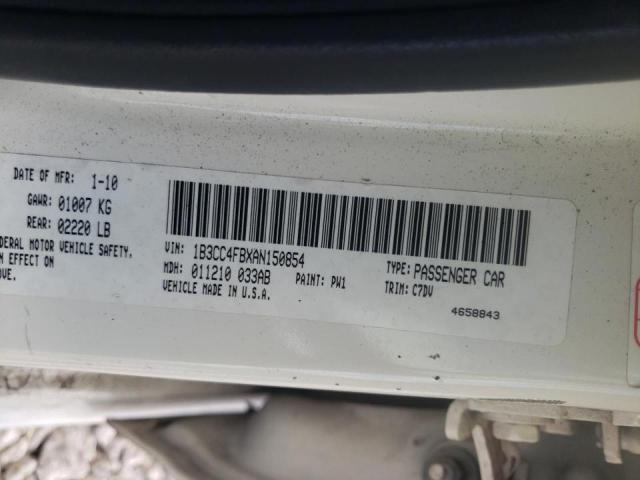 DATE OF MFR: 1-10
GAWR: 01007 KG
REAR: 02220 LB
MOTOR VEHICLE SAFETY,
N EFFECT ON
OVE.
VIN: 1B3CC4FBXAN150854
MDH: 011210 033AB
PAINT: PW1
VEHICLE MADE IN U.S.A.
TYPE: PASSENGER CAR
TRIM: C7DV
4658843